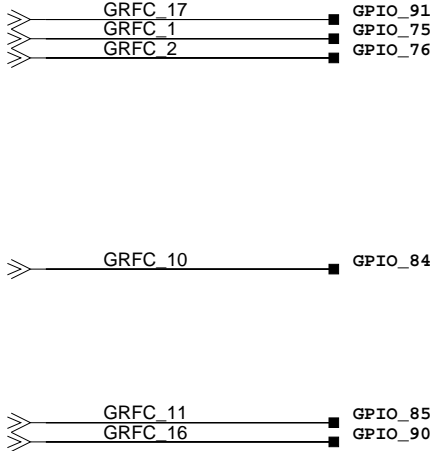 GRFC_17 GPIO_91
GRFC_1 GPIO_75
GRFC_2 GPIO_76
GRFC_10 GPIO_84
GRFC_11 GPIO_85
GRFC_16 GPIO_90